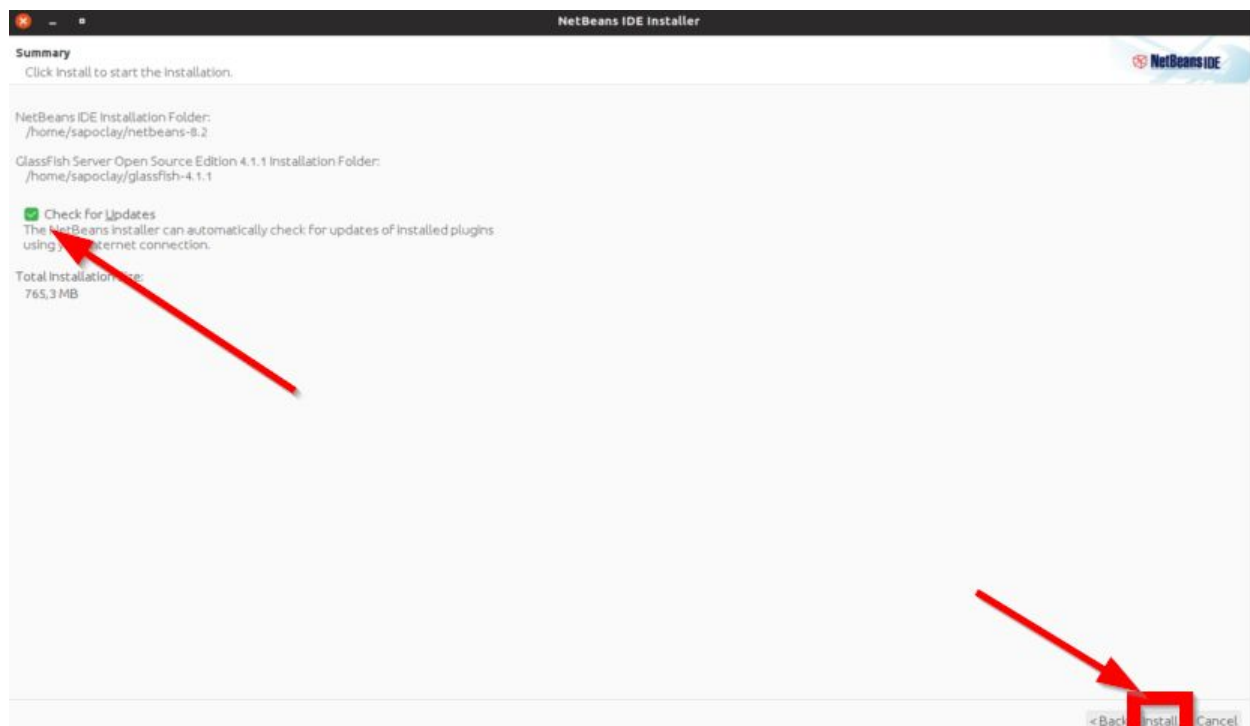 NetBeans IDE Installer
Summary
Click Install to start the installation.
NetBeans IDE
NetBeans IDE Installation Folder:
/home/sapoclay/netbeans-8.2
GlassFish Server Open Source Edition 4.1.1 Installation Folder:
/home/sapoclay/glassfish-4.1.1
Check for Updates
The NetBeans installer can automatically check for updates of installed plugins
using internet connection.
Total Installation
765,3 MB
< Back Install Cancel